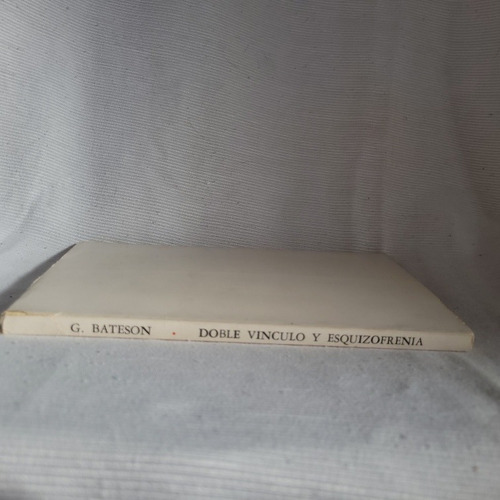 G. BATESON · DOBLE VINCULO Y ESQUIZOFRENIA